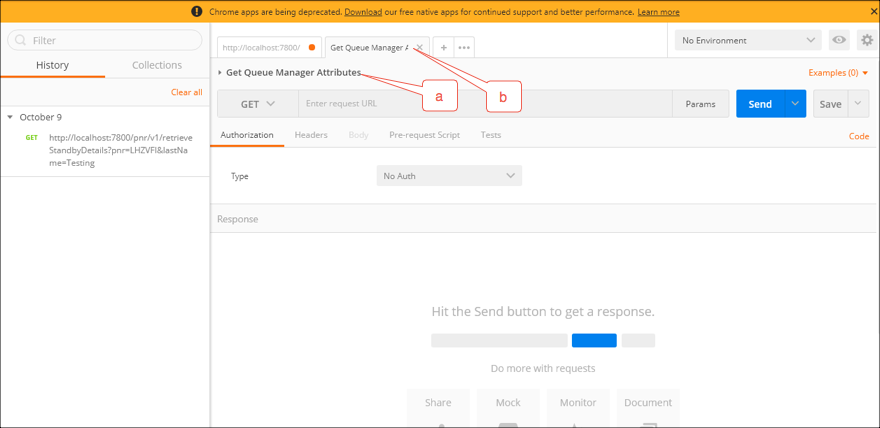 Chrome apps are being deprecated. Download our free native apps for continued support and better performance. Learn more
Filter
History
Collections
Clear all
October 9
GET
http://localhost:7800/pnr/v1/retrieve
StandbyDetails?pnr=LHZVFI&lastNa
me=Testing
http://localhost:7800/
Get Queue Manager A
No Environment
Get Queue Manager Attributes
Examples (0)
a
b
GET
Enter request URL
Params
Send
Save
Authorization
Headers
Body
Pre-request Script
Tests
Code
Type
No Auth
Response
Hit the Send button to get a response.
Do more with requests
Share
Mock
Monitor
Document